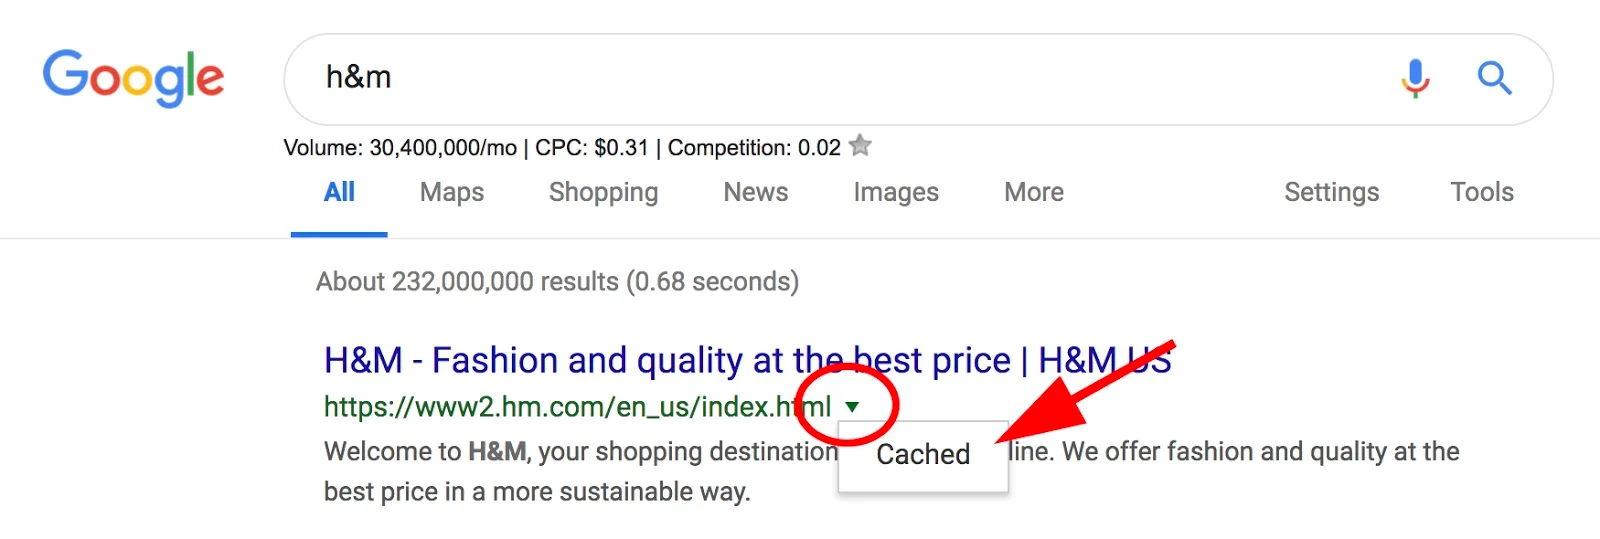 Google
h&m
Volume: 30,400,000/mo | CPC: $0.31 | Competition: 0.02
All Maps Shopping News Images More Settings Tools
About 232,000,000 results (0.68 seconds)
H&M - Fashion and quality at the best price | H&M US
https://www2.hm.com/en_us/index.html
Cached
Welcome to H&M, your shopping destination line. We offer fashion and quality at the
best price in a more sustainable way.